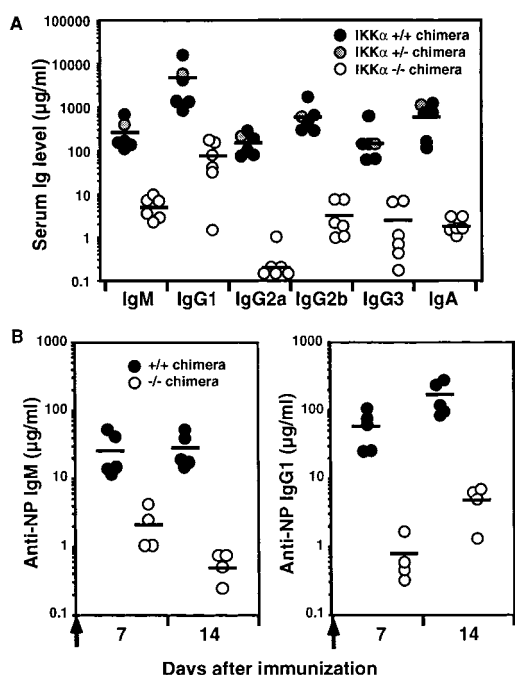 A
Serum Ig level (µg/ml)
100000
10000
1000
100
10
1
0.1
IKKα +/+ chimera
IKKα +/- chimera
IKKα -/- chimera
IgM IgG1 IgG2a IgG2b IgG3 IgA
B
Anti-NP IgM (µg/ml)
1000
100
10
1
0.1
+/+ chimera
-/- chimera
7 14
Anti-NP IgG1 (µg/ml)
1000
100
10
1
0.1
7 14
Days after immunization